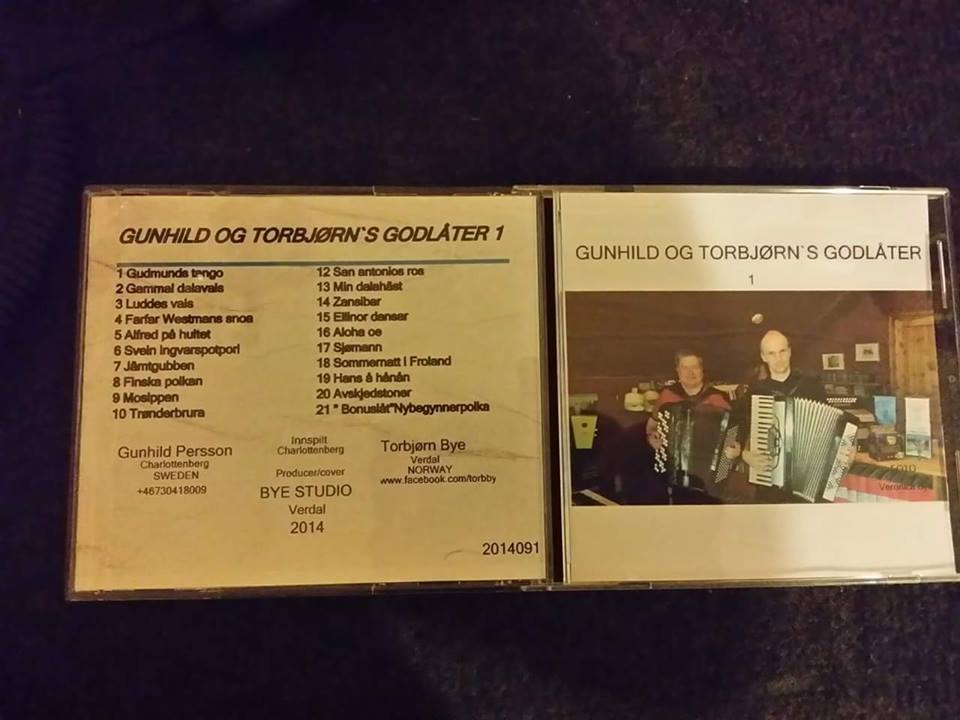 GUNHILD OG TORBJØRN`S GODLÅTER 1
1 Gudmunds tango
2 Gammal dalavals
3 Luddes vals
4 Farfar Westmans snoa
5 Alfred på hultet
6 Svein Ingvarspotpori
7 Jämtgubben
8 Finska polkan
9 Mosippen
10 Trønderbrura
12 San antonios ros
13 Min dalahäst
14 Zansibar
15 Ellinor dansar
16 Aloha oe
17 Sjømann
18 Sommernatt i Froland
19 Hans å hånån
20 Avskjedstoner
21 " Bonuslåt"Nybegynnerpolka
Gunhild Persson
Charlottenberg
SWEDEN
+46730418009
Innspilt
Charlottenberg
Producer/cover
BYE STUDIO
Verdal
2014
Torbjørn Bye
Verdal
NORWAY
www.facebook.com/torbby
2014091
GUNHILD OG TORBJØRN`S GODLÅTER
1
FOTO
Veronica Bye